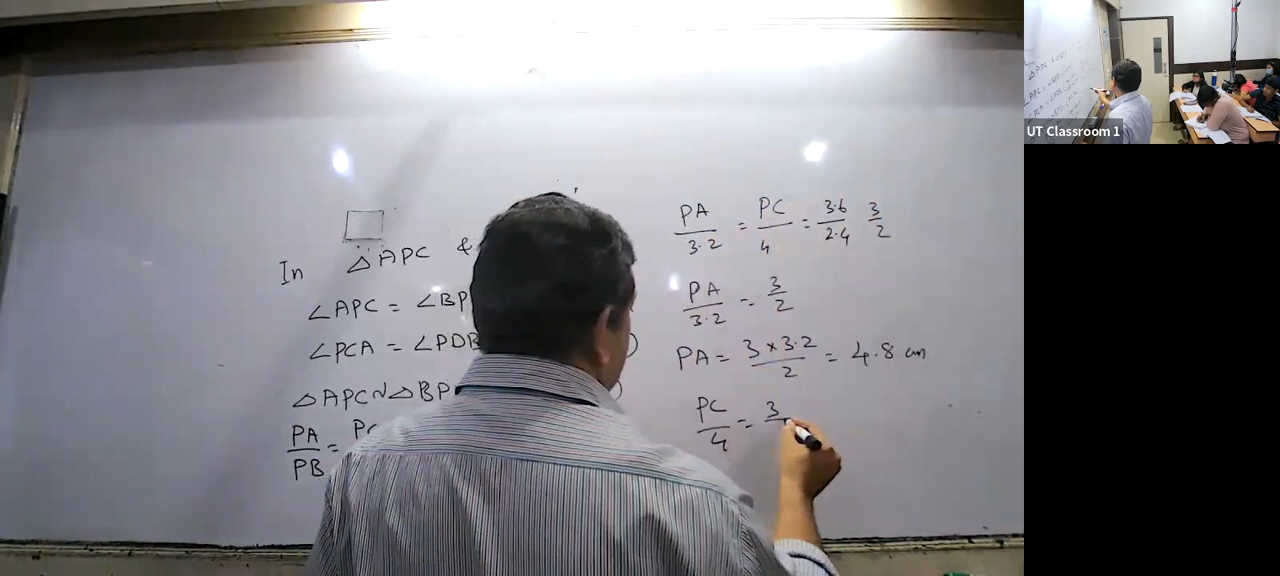 In △APC &
∠APC = ∠BP
∠PCA = ∠PDB )
△APC ~ △BP )
PA/PB = PC
PA/3.2 = PC/4 = 3.6/2.4 3/2
PA/3.2 = 3/2
PA = 3 × 3.2/2 = 4.8 cm
PC/4 = 3
UT Classroom 1